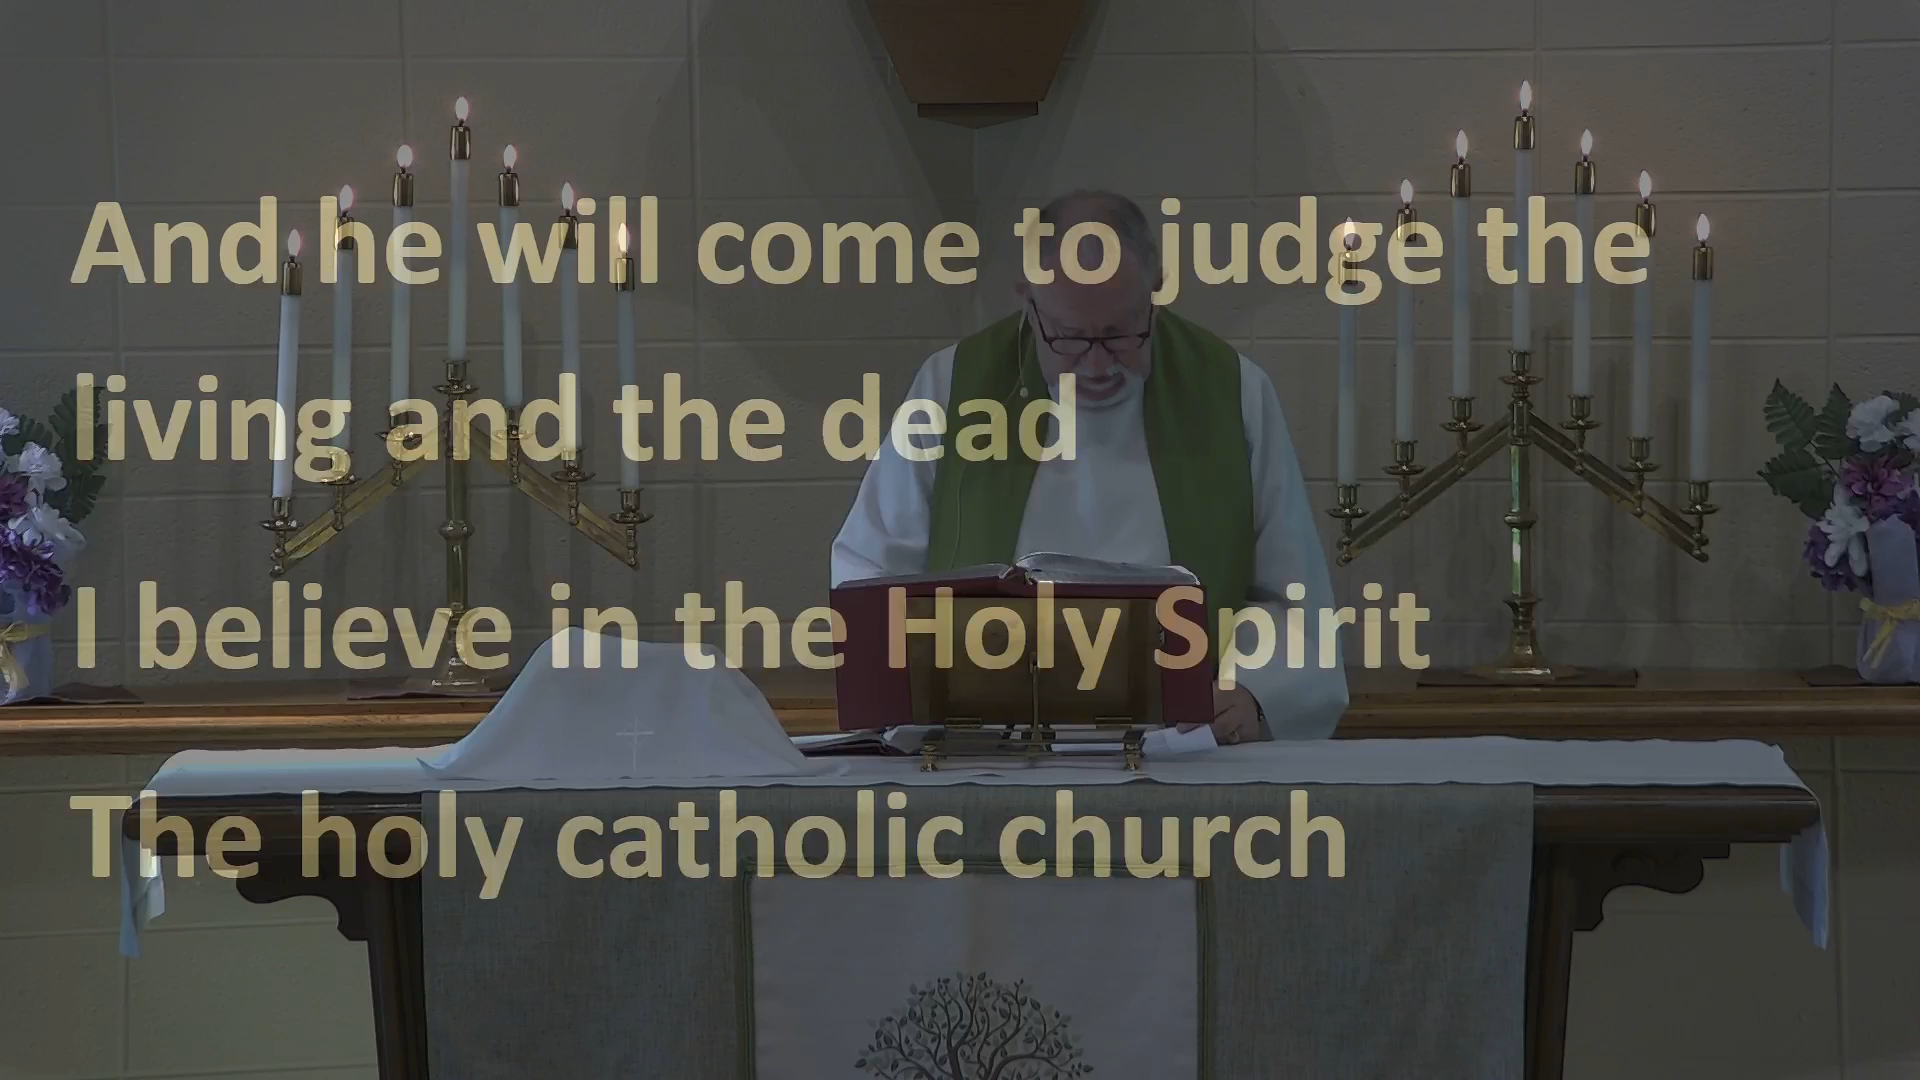 And he will come to judge the
living and the dead
I believe in the Holy Spirit
The holy catholic church